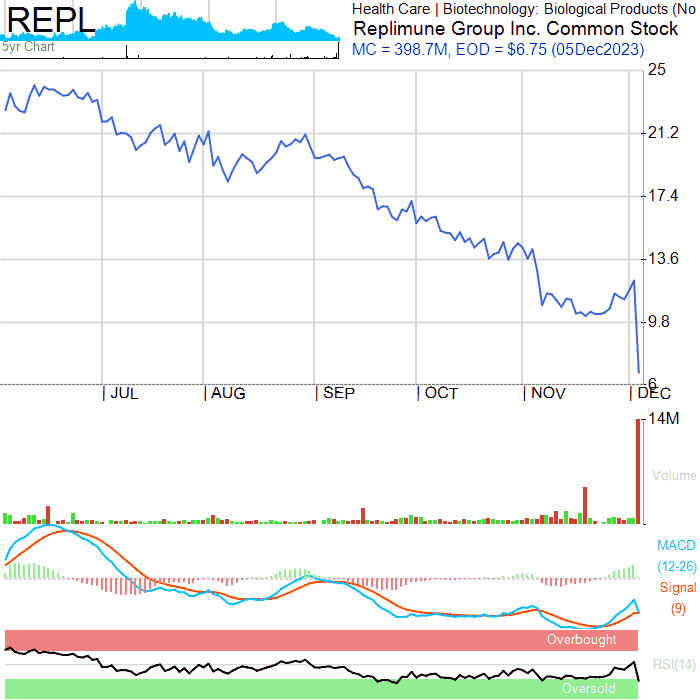 REPL
5yr Chart
Health Care | Biotechnology: Biological Products (No
Replimune Group Inc. Common Stock
MC = 398.7M, EOD = $6.75 (05Dec2023)
25
21.2
17.4
13.6
9.8
6
| JUL | AUG | SEP | OCT | NOV | DEC
14M
Volume
MACD
(12-26)
Signal
(9)
Overbought
RSI(14)
Oversold